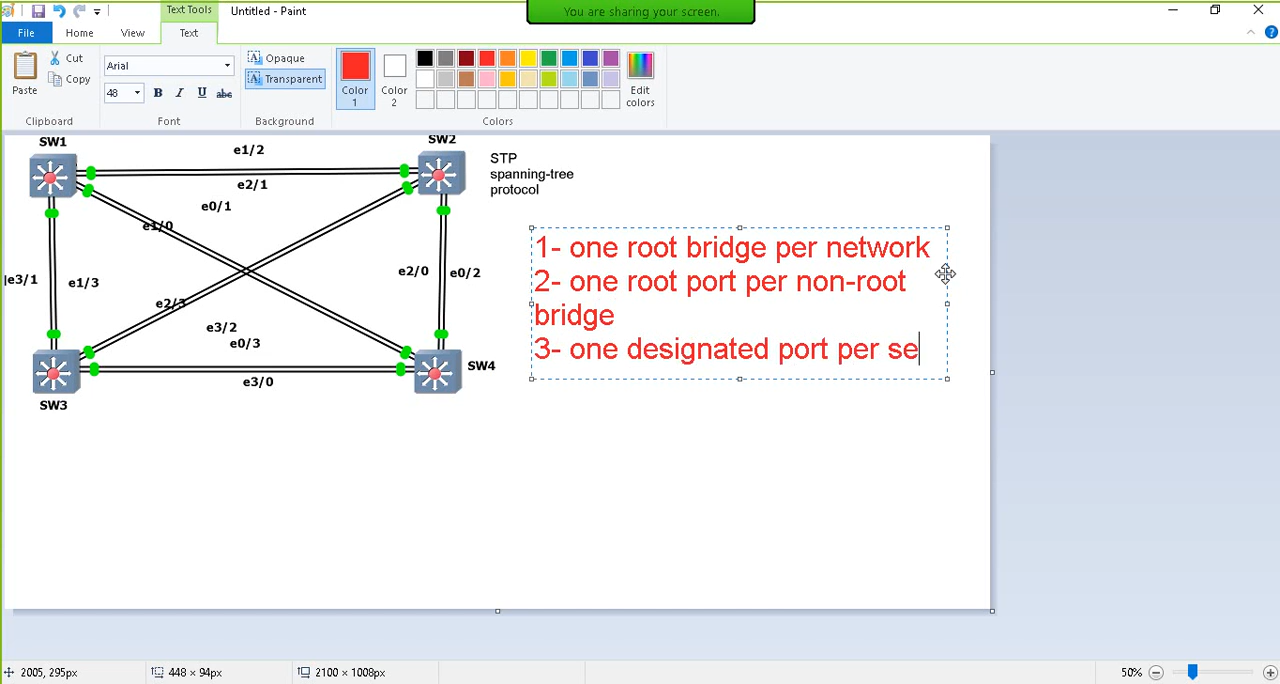 You are sharing your screen.
Text Tools
Untitled - Paint
File
Home
View
Text
Paste
Cut
Copy
Clipboard
Arial
48
B I U abc
Font
Opaque
Transparent
Background
Color 1
Color 2
Edit colors
Colors
SW1
e1/2
SW2
e2/1
e0/1
e1/0
STP
spanning-tree
protocol
e3/1
e1/3
e2/3
e3/2
e0/3
e2/0
e0/2
e3/0
SW3
SW4
1- one root bridge per network
2- one root port per non-root
bridge
3- one designated port per se
2005, 295px
448 × 94px
2100 × 1008px
50%